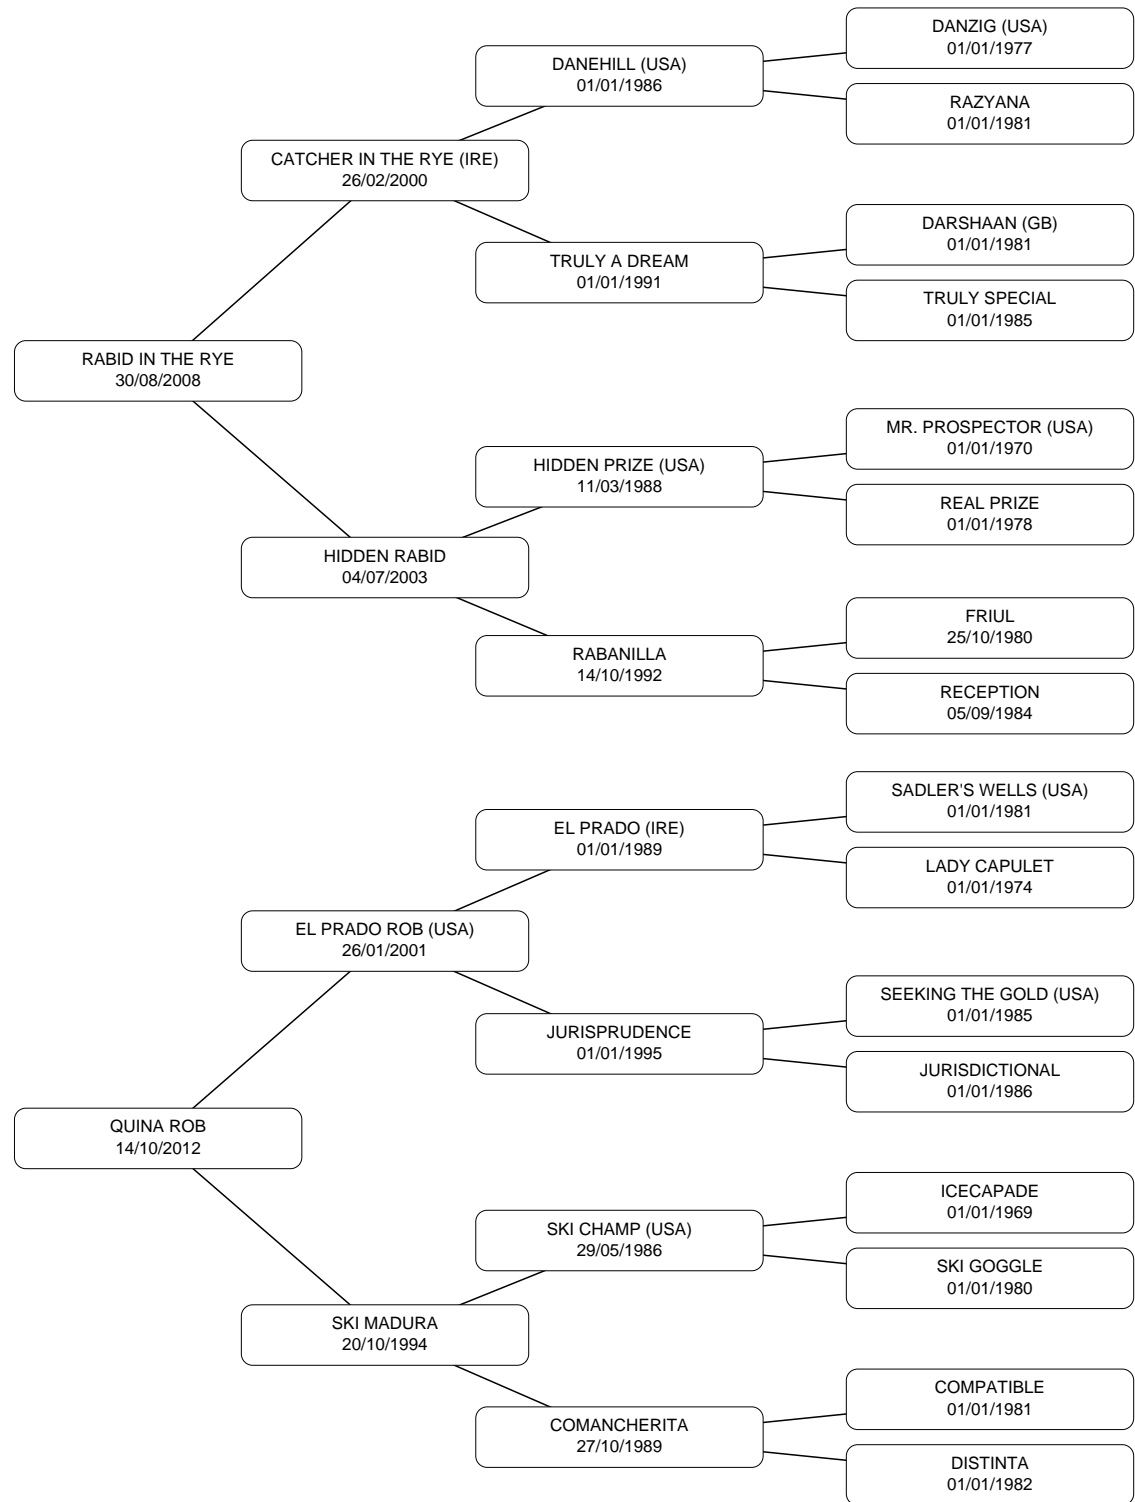 DANZIG (USA)
01/01/1977
DANEHILL (USA)
01/01/1986
RAZYANA
01/01/1981
CATCHER IN THE RYE (IRE)
26/02/2000
DARSHAAN (GB)
01/01/1981
TRULY A DREAM
01/01/1991
TRULY SPECIAL
01/01/1985
RABID IN THE RYE
30/08/2008
MR. PROSPECTOR (USA)
01/01/1970
HIDDEN PRIZE (USA)
11/03/1988
REAL PRIZE
01/01/1978
HIDDEN RABID
04/07/2003
FRIUL
25/10/1980
RABANILLA
14/10/1992
RECEPTION
05/09/1984
SADLER'S WELLS (USA)
01/01/1981
EL PRADO (IRE)
01/01/1989
LADY CAPULET
01/01/1974
EL PRADO ROB (USA)
26/01/2001
SEEKING THE GOLD (USA)
01/01/1985
JURISPRUDENCE
01/01/1995
JURISDICTIONAL
01/01/1986
QUINA ROB
14/10/2012
ICECAPADE
01/01/1969
SKI CHAMP (USA)
29/05/1986
SKI GOGGLE
01/01/1980
SKI MADURA
20/10/1994
COMPATIBLE
01/01/1981
COMANCHERITA
27/10/1989
DISTINTA
01/01/1982